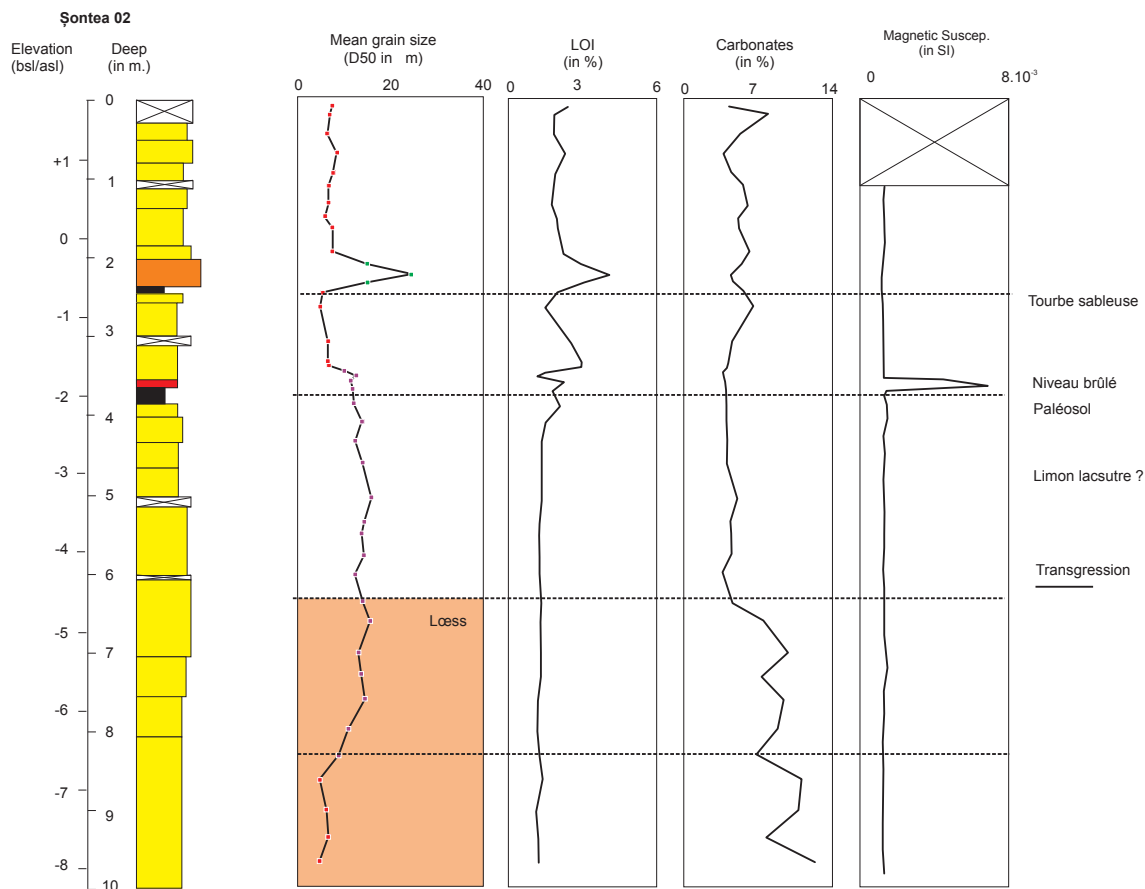 Șontea 02
Elevation
(bsl/asl)
Deep
(in m.)
Mean grain size
(D50 in m)
LOI
(in %)
Carbonates
(in %)
Magnetic Suscep.
(in SI)
0 20 40
0 3 6
0 7 14
0 8.10-3
0
1
2
3
4
5
6
7
8
9
10
+1
0
-1
-2
-3
-4
-5
-6
-7
-8
Tourbe sableuse
Niveau brûlé
Paléosol
Limon lacsutre ?
Transgression
Lœss